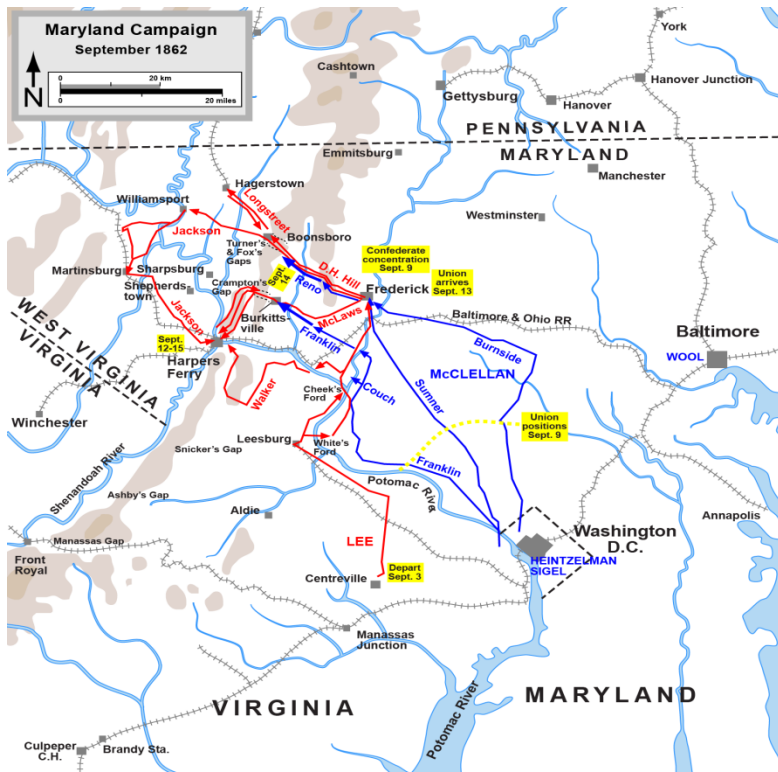 Maryland Campaign
September 1862
N
0
20 km
0
20 miles
York
Cashtown
Gettysburg
Hanover
Hanover Junction
PENNSYLVANIA
MARYLAND
Emmitsburg
Manchester
Hagerstown
Williamsport
Longstreet
Westminster
Jackson
Boonsboro
Turner's
& Fox's
Gaps
D.H. Hill
Confederate
concentration
Sept. 9
Union
arrives
Sept. 13
Martinsburg
Sharpsburg
Shepherds-
town
Crampton's
Gap
Sept.
14
Reno
Frederick
Jackson
Burkitts-
ville
McLaws
Baltimore & Ohio RR
Baltimore
WOOL
WEST VIRGINIA
VIRGINIA
Sept.
12-15
Harpers
Ferry
Franklin
Burnside
McCLELLAN
Walker
Cheek's
Ford
Couch
Sumner
Winchester
Leesburg
White's
Ford
Union
positions
Sept. 9
Snicker's Gap
Franklin
Shenandoah River
Ashby's Gap
Potomac Riva
Aldie
Annapolis
Manassas Gap
Front
Royal
LEE
Washington
D.C.
HEINTZELMAN
SIGEL
Centreville
Depart
Sept. 3
Manassas
Junction
VIRGINIA
MARYLAND
Potomac River
Culpeper
C.H.
Brandy Sta.